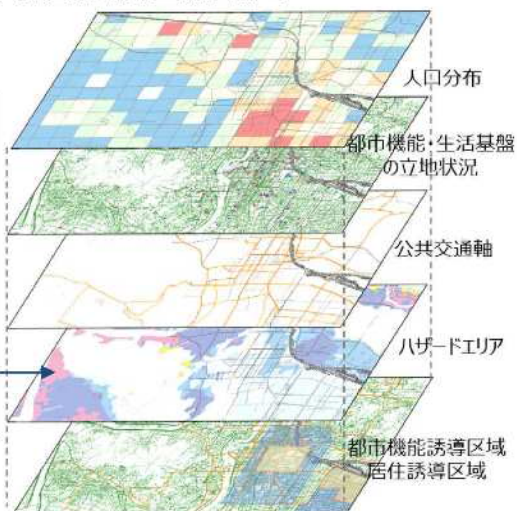 人口分布
都市機能・生活基盤
の立地状況
公共交通軸
ハザードエリア
都市機能誘導区域
居住誘導区域